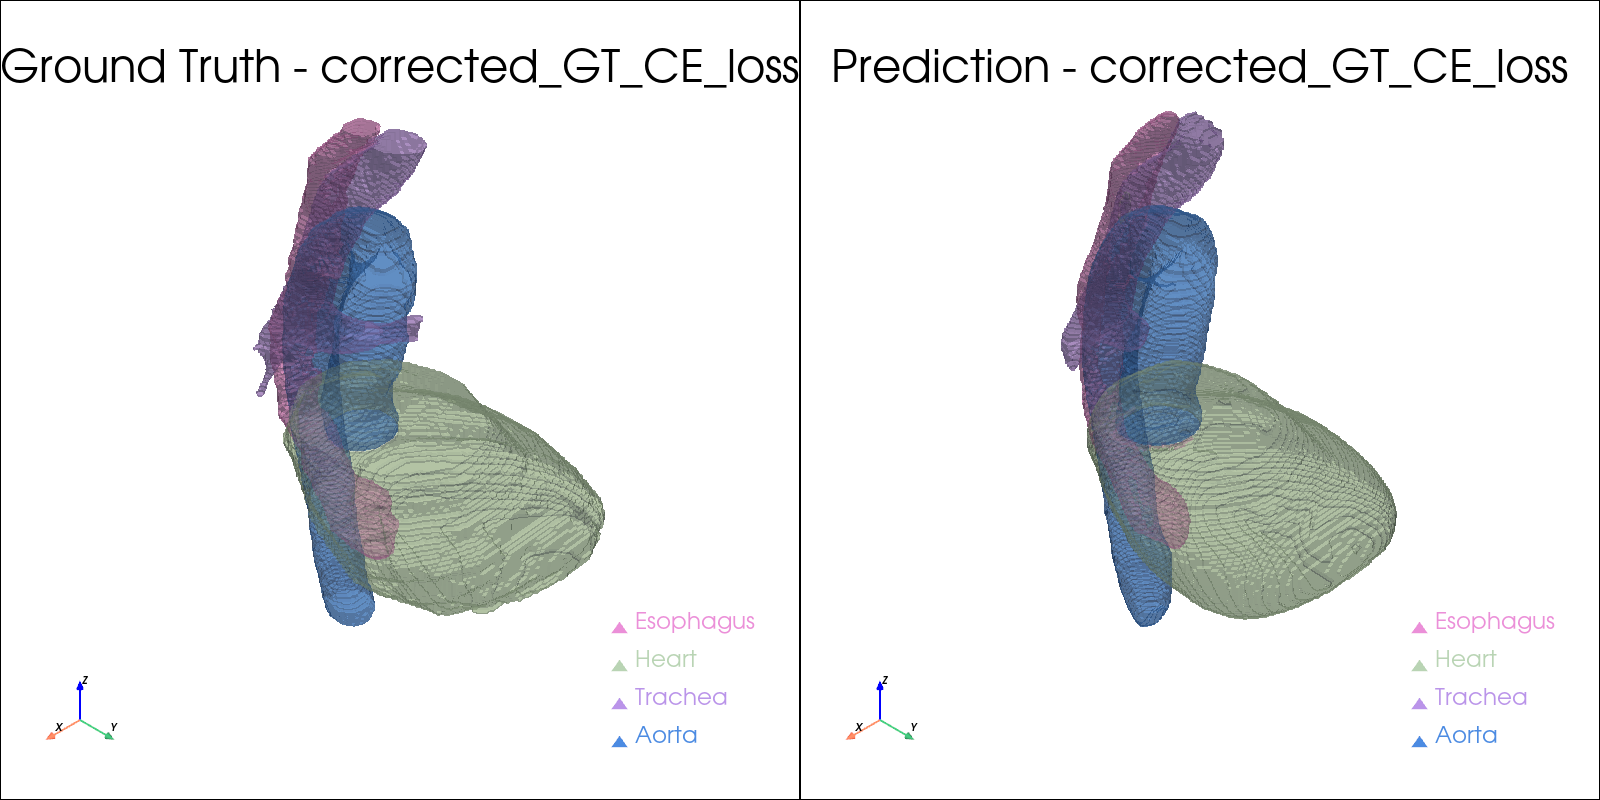 Ground Truth - corrected_GT_CE_loss
Esophagus
Heart
Trachea
Aorta
Z
X
Y
Prediction - corrected_GT_CE_loss
Esophagus
Heart
Trachea
Aorta
Z
X
Y